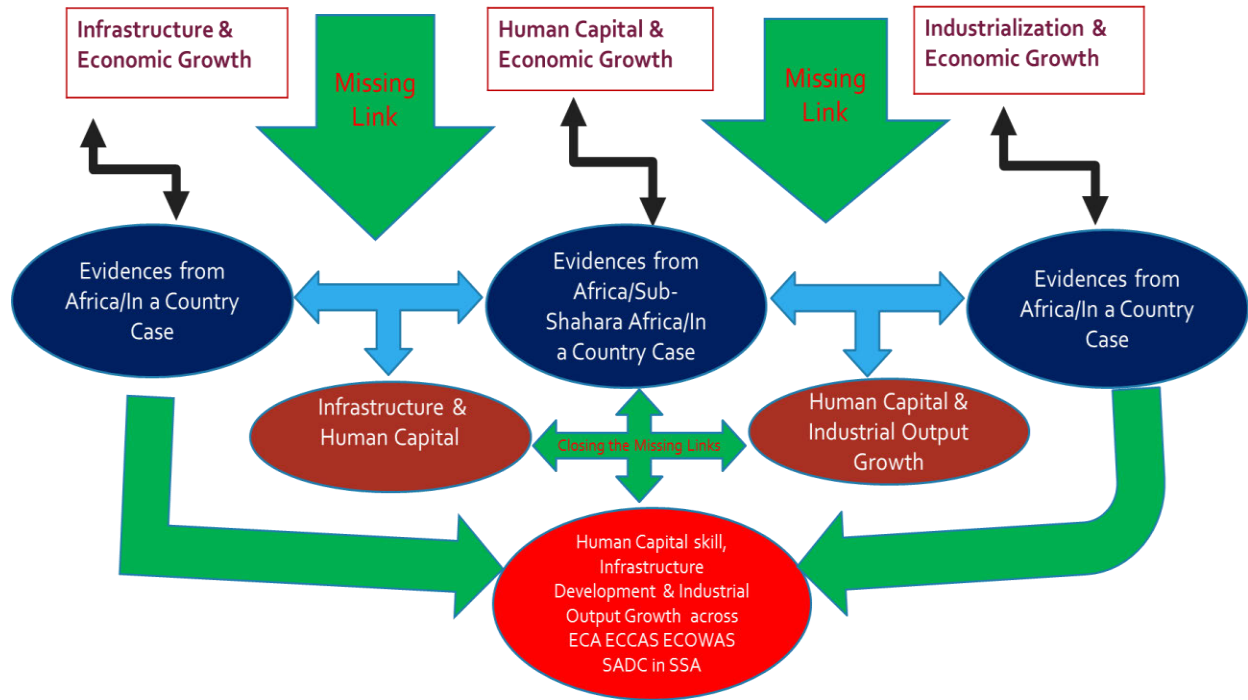 Infrastructure &
Economic Growth
Missing
Link
Human Capital &
Economic Growth
Missing
Link
Industrialization &
Economic Growth
Evidences from
Africa/In a Country
Case
Evidences from
Africa/Sub-
Shahara Africa/In
a Country Case
Evidences from
Africa/In a Country
Case
Infrastructure &
Human Capital
Closing the Missing Links
Human Capital &
Industrial Output
Growth
Human Capital skill,
Infrastructure
Development & Industrial
Output Growth across
ECA ECCAS ECOWAS
SADC in SSA